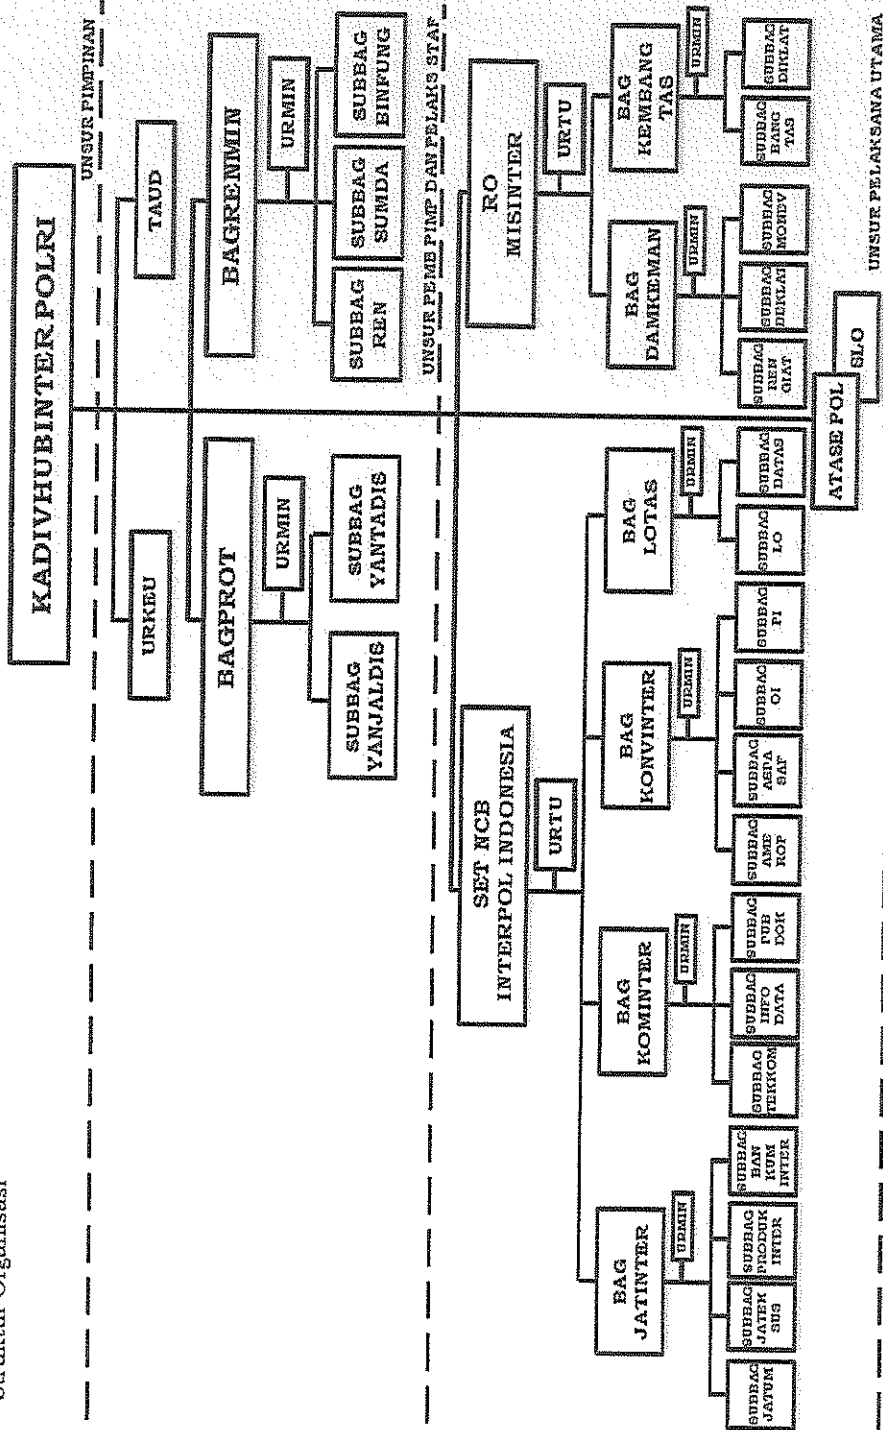 Struktur Organisasi
KADIVHUBINTERPOLRI
UNSUR PIMPINAN
URKEU
TAUD
BAGPROT
BAGRENMIN
URMIN
URMIN
SUBBAG
YANJALDIS
SUBBAG
YANTADIS
SUBBAG
REN
SUBBAG
SUMDA
SUBBAG
BINFUNG
UNSUR PEMB PIMP DAN PELAKS STAF
SET NCB
INTERPOL INDONESIA
RO
MISINTER
URTU
URTU
BAG
JATINTER
BAG
KOMINTER
BAG
KONVINTER
BAG
LOTAS
BAG
DAMKEMAN
BAG
KEMBANG
TAS
URMIN
URMIN
URMIN
URMIN
URMIN
URMIN
SUBBAG
JATUM
SUBBAG
JATEK
SUS
SUBBAG
PRODUK
INTER
SUBBAG
BAN
KUM
INTER
SUBBAG
TEKKOM
SUBBAG
INFO
DATA
SUBBAG
PUB
DOK
SUBBAG
AME
ROP
SUBBAG
ASPA
SAF
SUBBAG
OI
SUBBAG
PI
SUBBAG
LO
SUBBAG
DATAS
SUBBAG
REN
GIAT
SUBBAG
DEKLAT
SUBBAG
MONEV
SUBBAG
BANG
TAS
SUBBAG
DIKLAT
ATASE POL
SLO
UNSUR PELAKSANA UTAMA